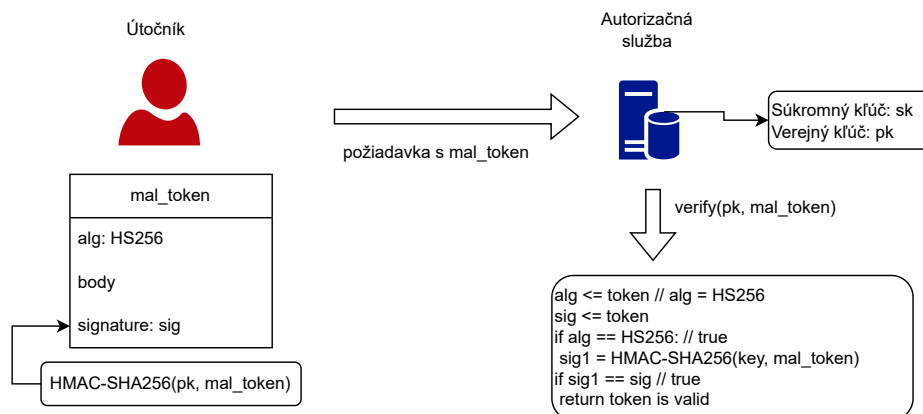 Útočník
Autorizačná
služba
Súkromný kľúč: sk
Verejný kľúč: pk
požiadavka s mal_token
mal_token
alg: HS256
body
signature: sig
HMAC-SHA256(pk, mal_token)
verify(pk, mal_token)
alg <= token // alg = HS256
sig <= token
if alg == HS256: // true
sig1 = HMAC-SHA256(key, mal_token)
if sig1 == sig // true
return token is valid